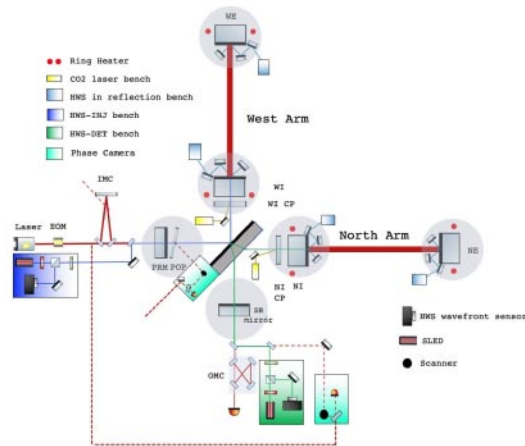 WE
Ring Heater
CO2 laser bench
HWS in reflection bench
HWS-INJ bench
HWS-DET bench
Phase Camera
West Arm
IMC
WI
WI CP
Laser
EOM
North Arm
PRM
POP
NE
NI
CP
NI
SR
mirror
HWS wavefront sensor
SLED
Scanner
OMC